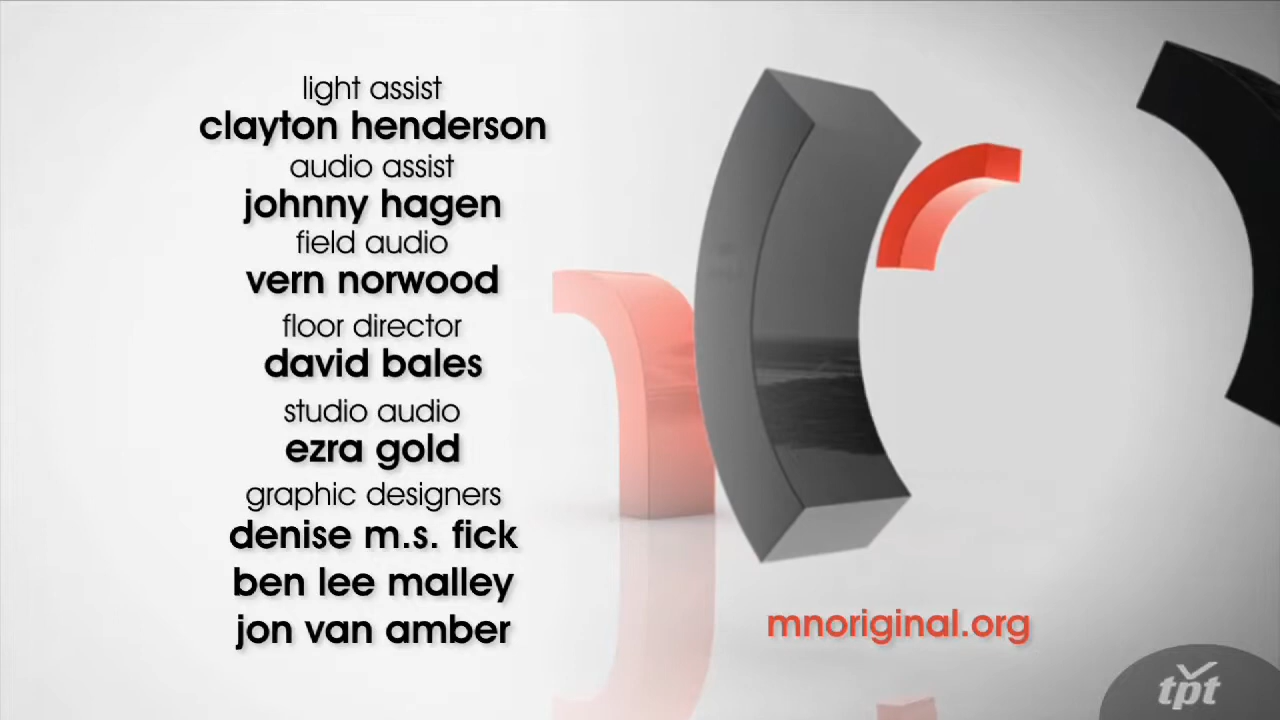 light assist
clayton henderson
audio assist
johnny hagen
field audio
vern norwood
floor director
david bales
studio audio
ezra gold
graphic designers
denise m.s. fick
ben lee malley
jon van amber
mnoriginal.org
tpt